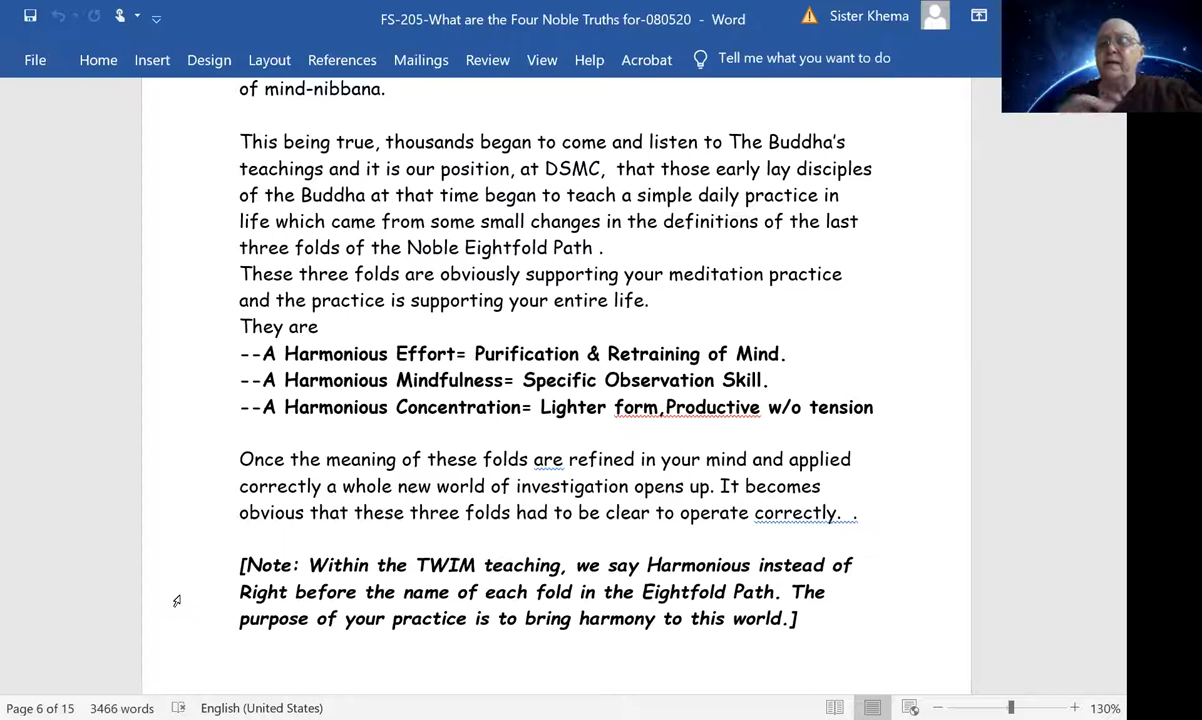 FS-205-What are the Four Noble Truths for-080520 - Word
Sister Khema
File Home Insert Design Layout References Mailings Review View Help Acrobat Tell me what you want to do
of mind-nibbana.
This being true, thousands began to come and listen to The Buddha's
teachings and it is our position, at DSMC, that those early lay disciples
of the Buddha at that time began to teach a simple daily practice in
life which came from some small changes in the definitions of the last
three folds of the Noble Eightfold Path .
These three folds are obviously supporting your meditation practice
and the practice is supporting your entire life.
They are
--A Harmonious Effort= Purification & Retraining of Mind.
--A Harmonious Mindfulness= Specific Observation Skill.
--A Harmonious Concentration= Lighter form,Productive w/o tension
Once the meaning of these folds are refined in your mind and applied
correctly a whole new world of investigation opens up. It becomes
obvious that these three folds had to be clear to operate correctly. .
[Note: Within the TWIM teaching, we say Harmonious instead of
Right before the name of each fold in the Eightfold Path. The
purpose of your practice is to bring harmony to this world.]
Page 6 of 15 3466 words English (United States) 130%